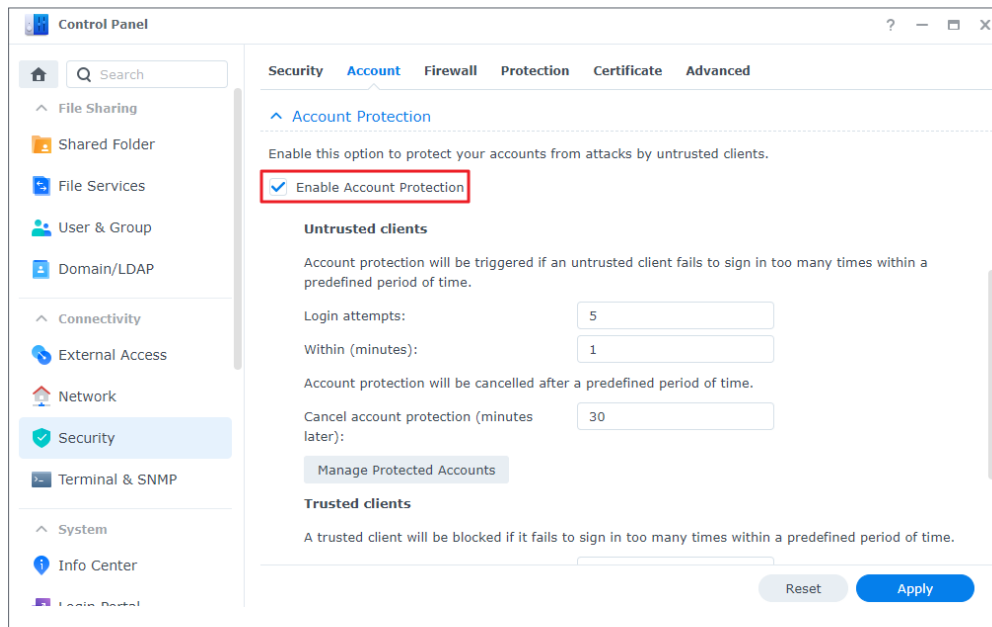 Control Panel
?
Search
File Sharing
Shared Folder
File Services
User & Group
Domain/LDAP
Connectivity
External Access
Network
Security
Terminal & SNMP
System
Info Center
Login Portal
Security Account Firewall Protection Certificate Advanced
Account Protection
Enable this option to protect your accounts from attacks by untrusted clients.
Enable Account Protection
Untrusted clients
Account protection will be triggered if an untrusted client fails to sign in too many times within a
predefined period of time.
Login attempts: 5
Within (minutes): 1
Account protection will be cancelled after a predefined period of time.
Cancel account protection (minutes 30
later):
Manage Protected Accounts
Trusted clients
A trusted client will be blocked if it fails to sign in too many times within a predefined period of time.
Reset Apply